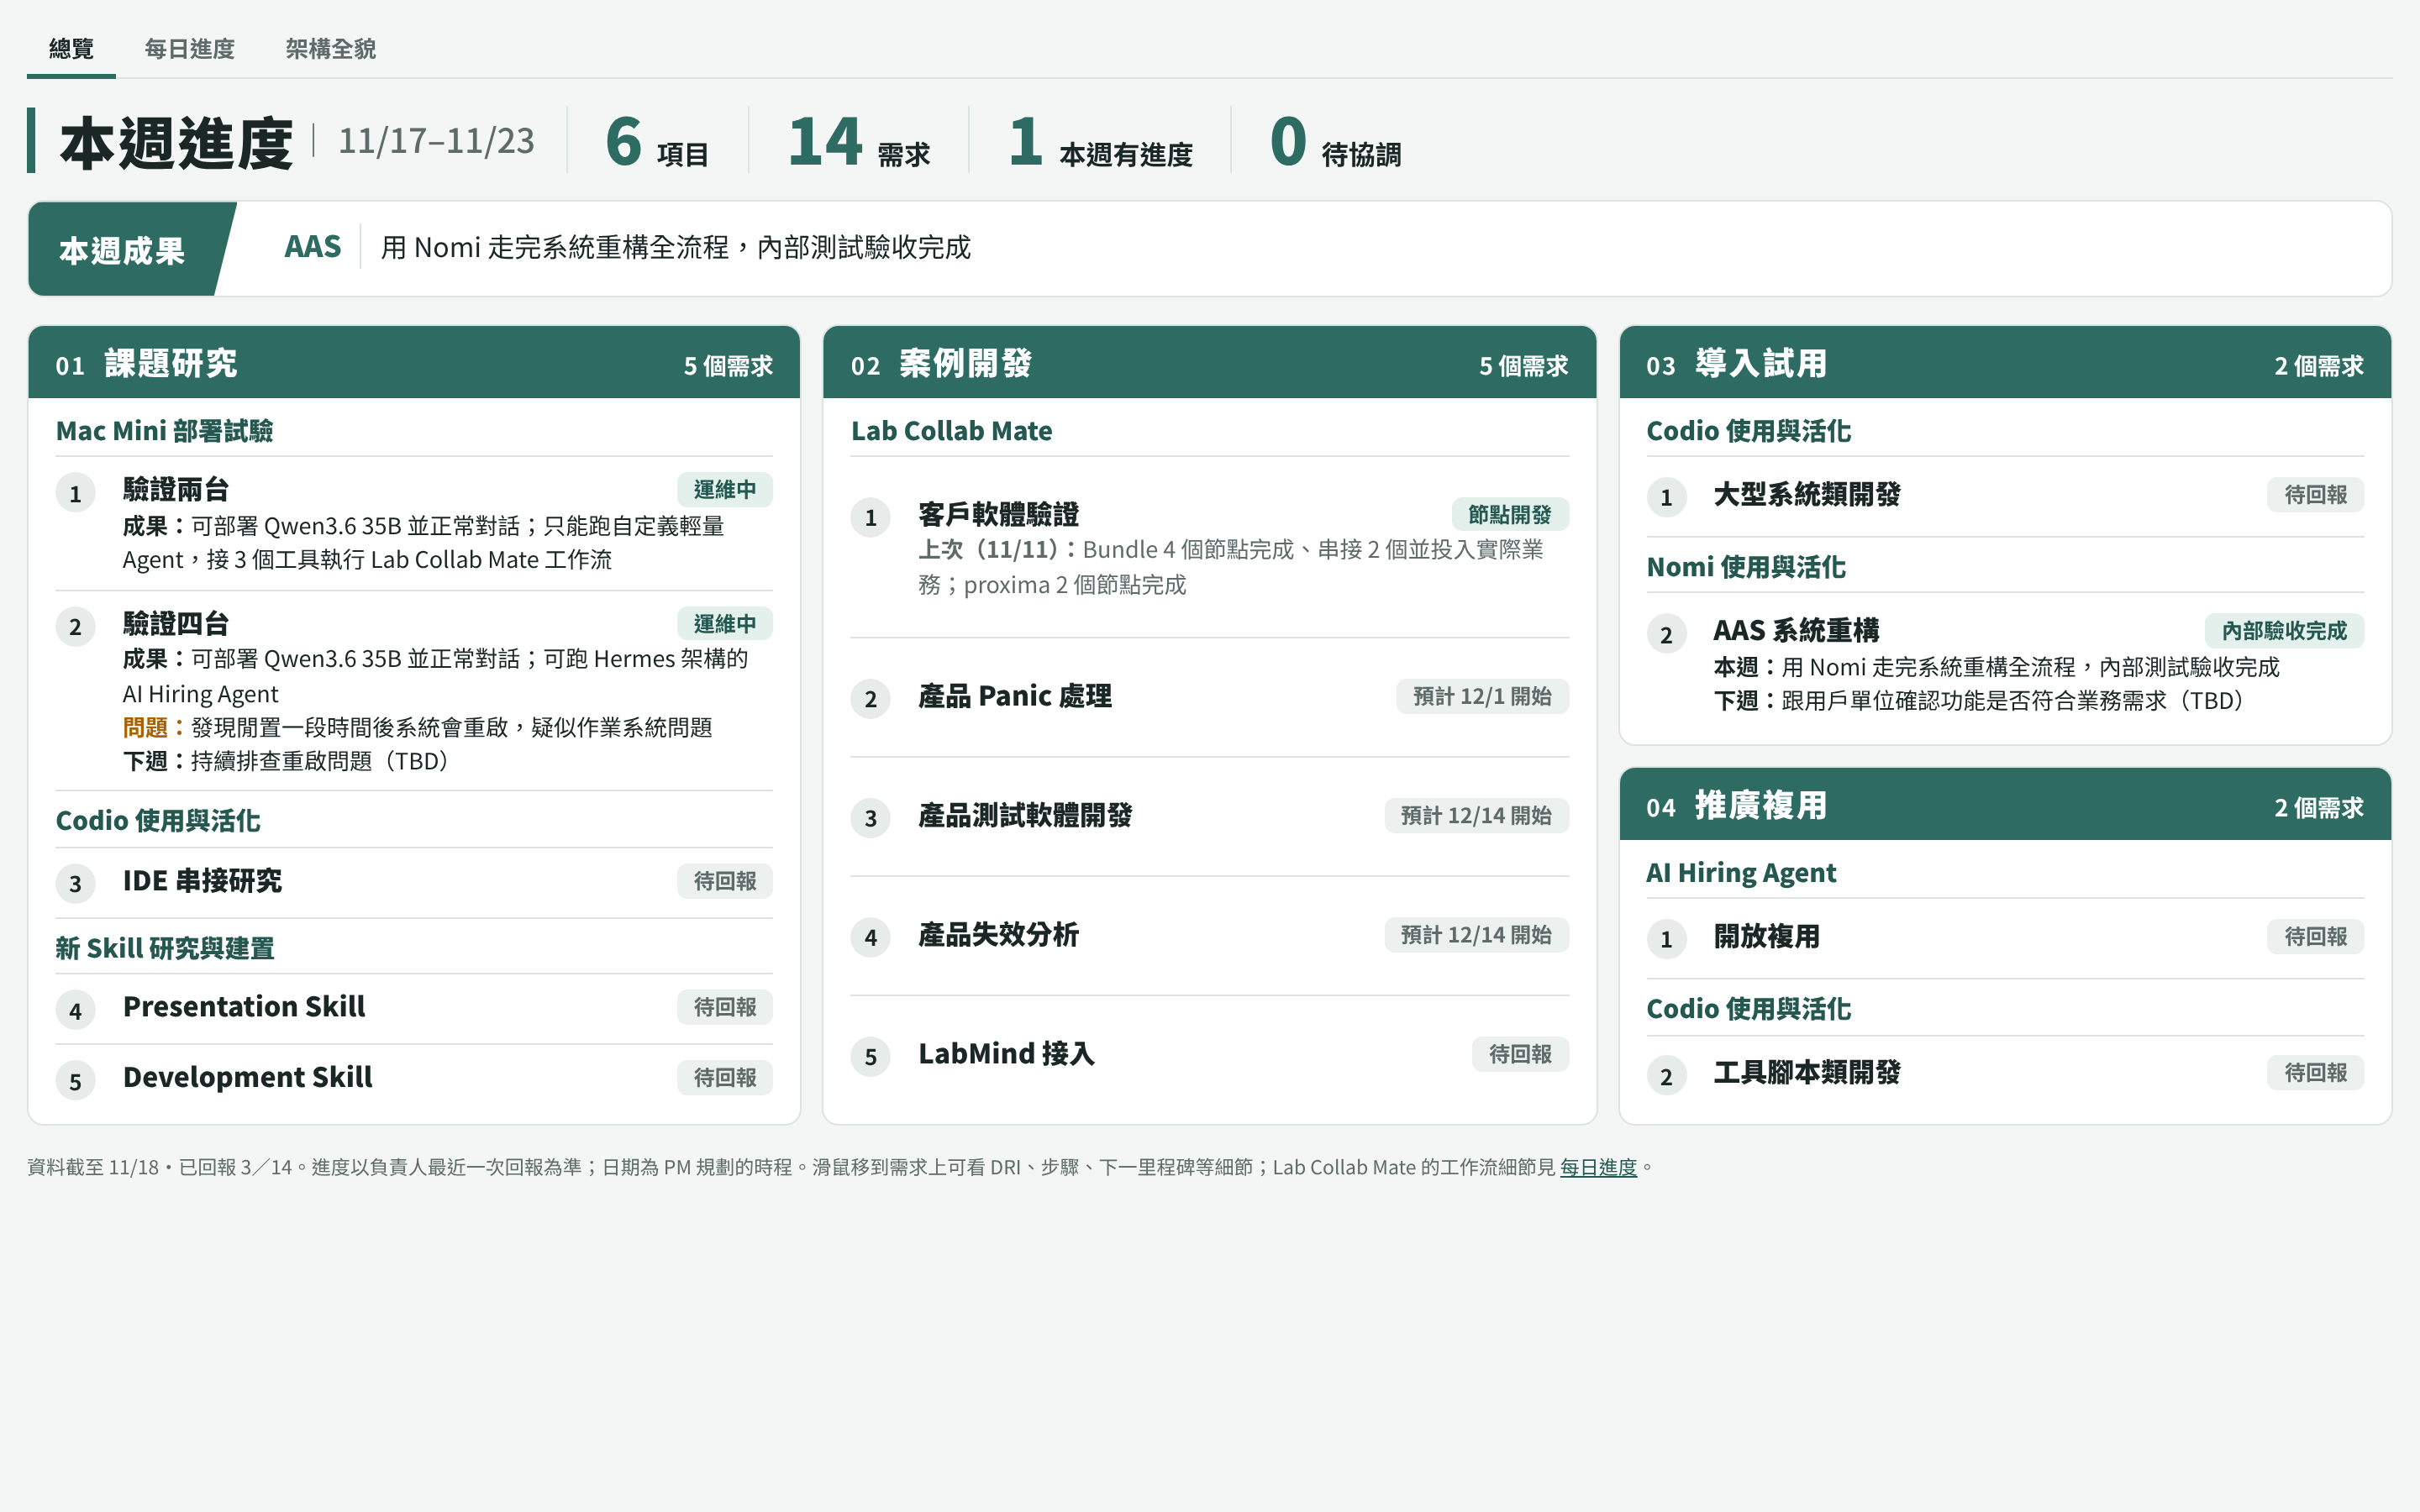 總覽 每日進度 架構全貌
本週進度 | 11/17–11/23 6 項目 14 需求 1 本週有進度 0 待協調
本週成果 AAS 用 Nomi 走完系統重構全流程，內部測試驗收完成
01 課題研究 5 個需求
Mac Mini 部署試驗
1 驗證兩台 運維中
成果：可部署 Qwen3.6 35B 並正常對話；只能跑自定義輕量
Agent，接 3 個工具執行 Lab Collab Mate 工作流
2 驗證四台 運維中
成果：可部署 Qwen3.6 35B 並正常對話；可跑 Hermes 架構的
AI Hiring Agent
問題：發現閒置一段時間後系統會重啟，疑似作業系統問題
下週：持續排查重啟問題（TBD）
Codio 使用與活化
3 IDE 串接研究 待回報
新 Skill 研究與建置
4 Presentation Skill 待回報
5 Development Skill 待回報
02 案例開發 5 個需求
Lab Collab Mate
1 客戶軟體驗證 節點開發
上次（11/11）：Bundle 4 個節點完成、串接 2 個並投入實際業
務；proxima 2 個節點完成
2 產品 Panic 處理 預計 12/1 開始
3 產品測試軟體開發 預計 12/14 開始
4 產品失效分析 預計 12/14 開始
5 LabMind 接入 待回報
03 導入試用 2 個需求
Codio 使用與活化
1 大型系統類開發 待回報
Nomi 使用與活化
2 AAS 系統重構 內部驗收完成
本週：用 Nomi 走完系統重構全流程，內部測試驗收完成
下週：跟用戶單位確認功能是否符合業務需求（TBD）
04 推廣複用 2 個需求
AI Hiring Agent
1 開放複用 待回報
Codio 使用與活化
2 工具腳本類開發 待回報
資料截至 11/18・已回報 3／14。進度以負責人最近一次回報為準；日期為 PM 規劃的時程。滑鼠移到需求上可看 DRI、步驟、下一里程碑等細節；Lab Collab Mate 的工作流細節見 每日進度。